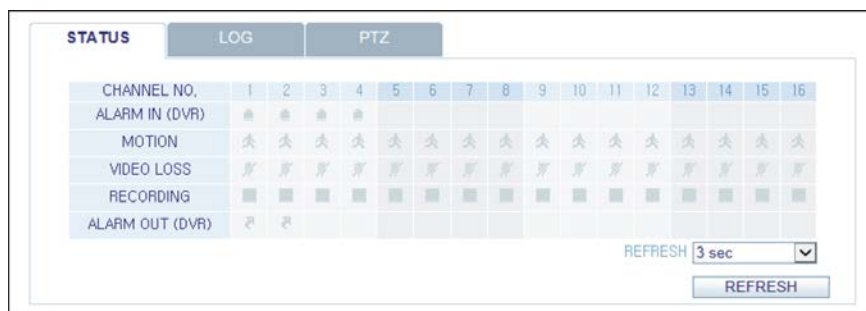 STATUS LOG PTZ
CHANNEL NO, 1 2 3 4 5 6 7 8 9 10 11 12 13 14 15 16
ALARM IN (DVR)
MOTION
VIDEO LOSS
RECORDING
ALARM OUT (DVR)
REFRESH 3 sec
REFRESH